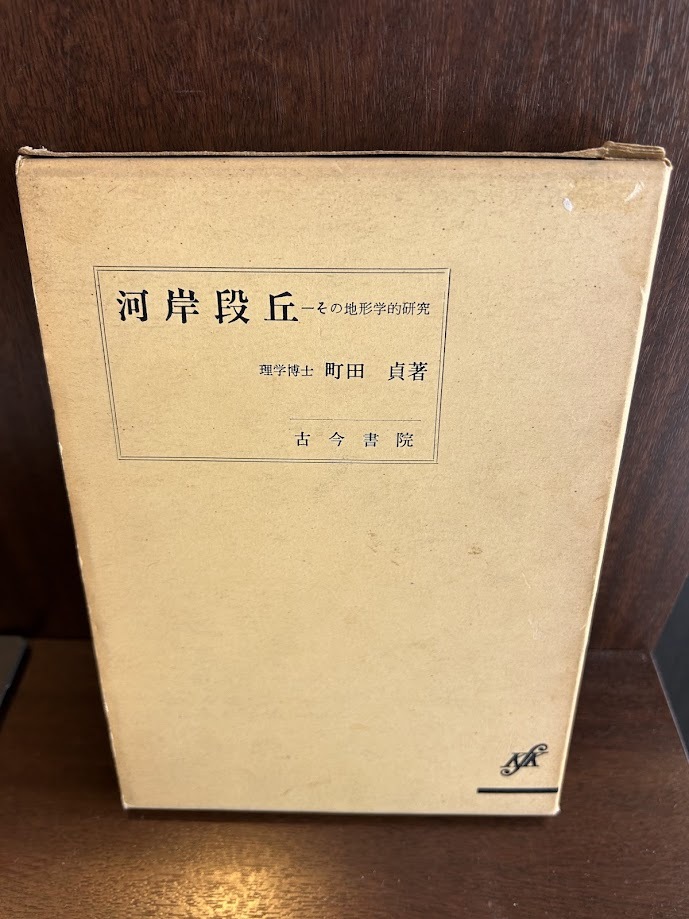 河岸段丘―その地形学的研究
理学博士 町田 貞著
古今書院